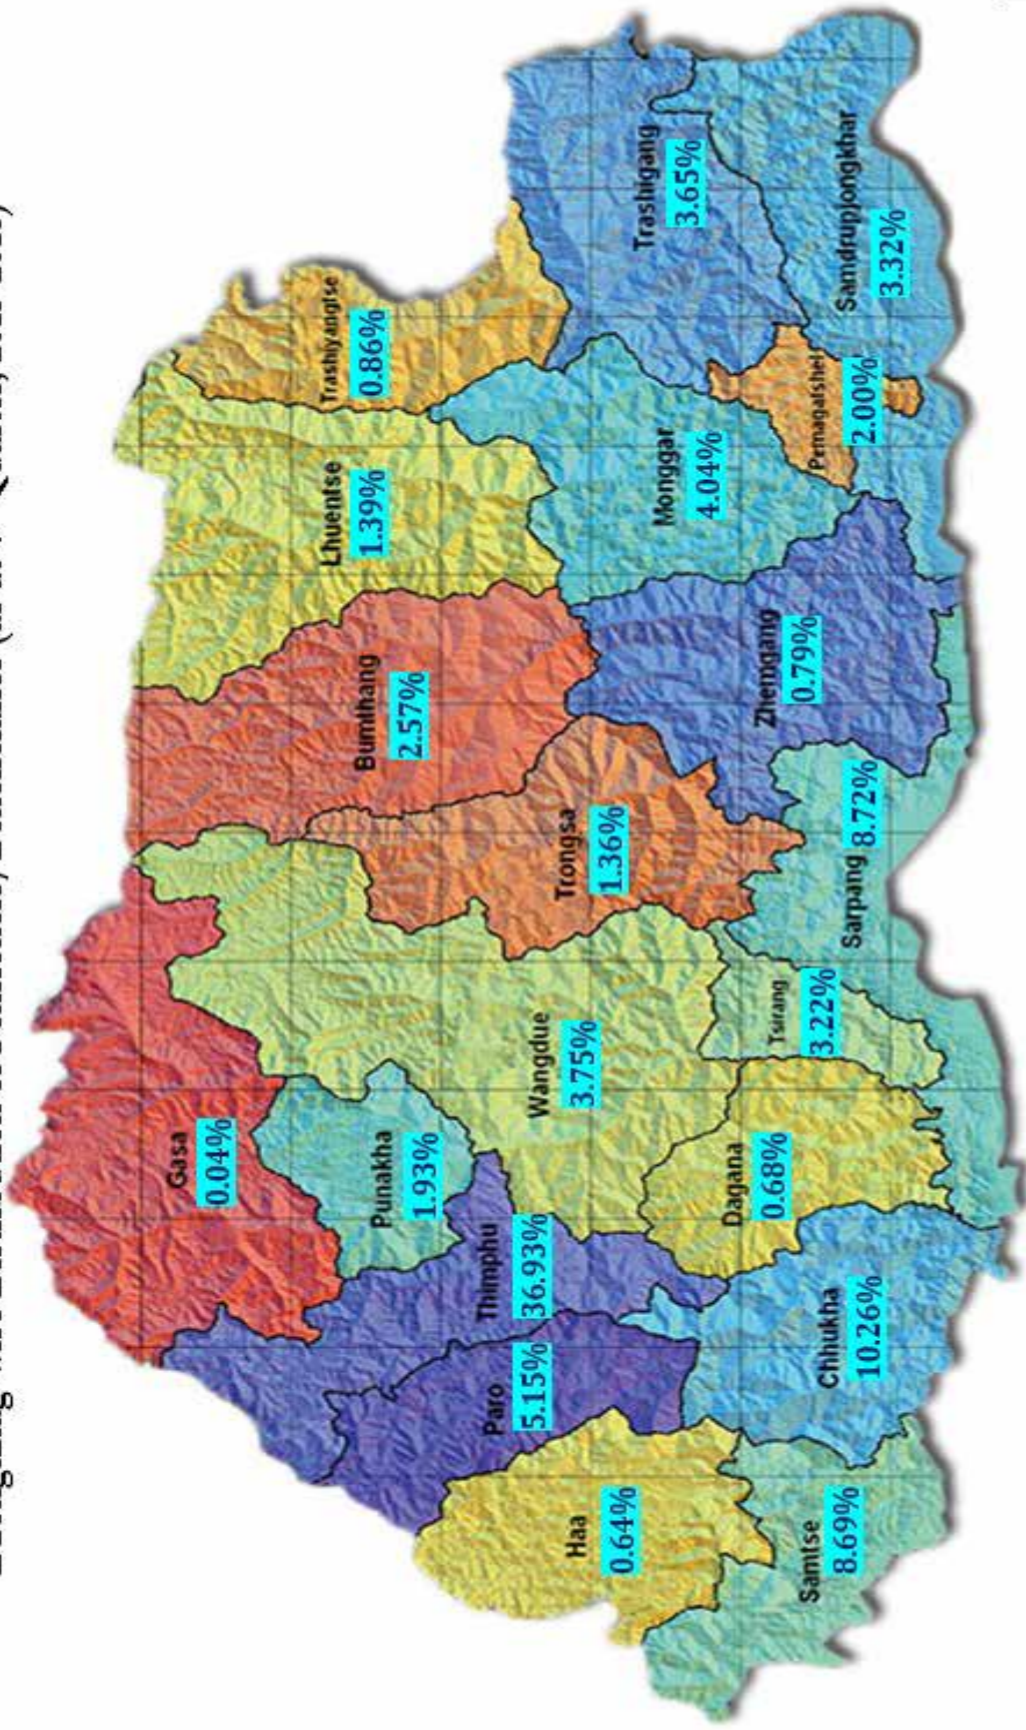 Gasa
0.04%
Punakha
1.93%
Thimphu
36.93%
Paro
5.15%
Haa
0.64%
Samtse
8.69%
Chhukha
10.26%
Dagana
0.68%
Wangdue
3.75%
Tsirang
3.22%
Sarpang
8.72%
Trongsa
1.36%
Bumthang
2.57%
Zhemgang
0.79%
Lhuentse
1.39%
Trashiyangtse
0.86%
Monggar
4.04%
Pemagatshel
2.00%
Trashigang
3.65%
Samdrupjongkhar
3.32%